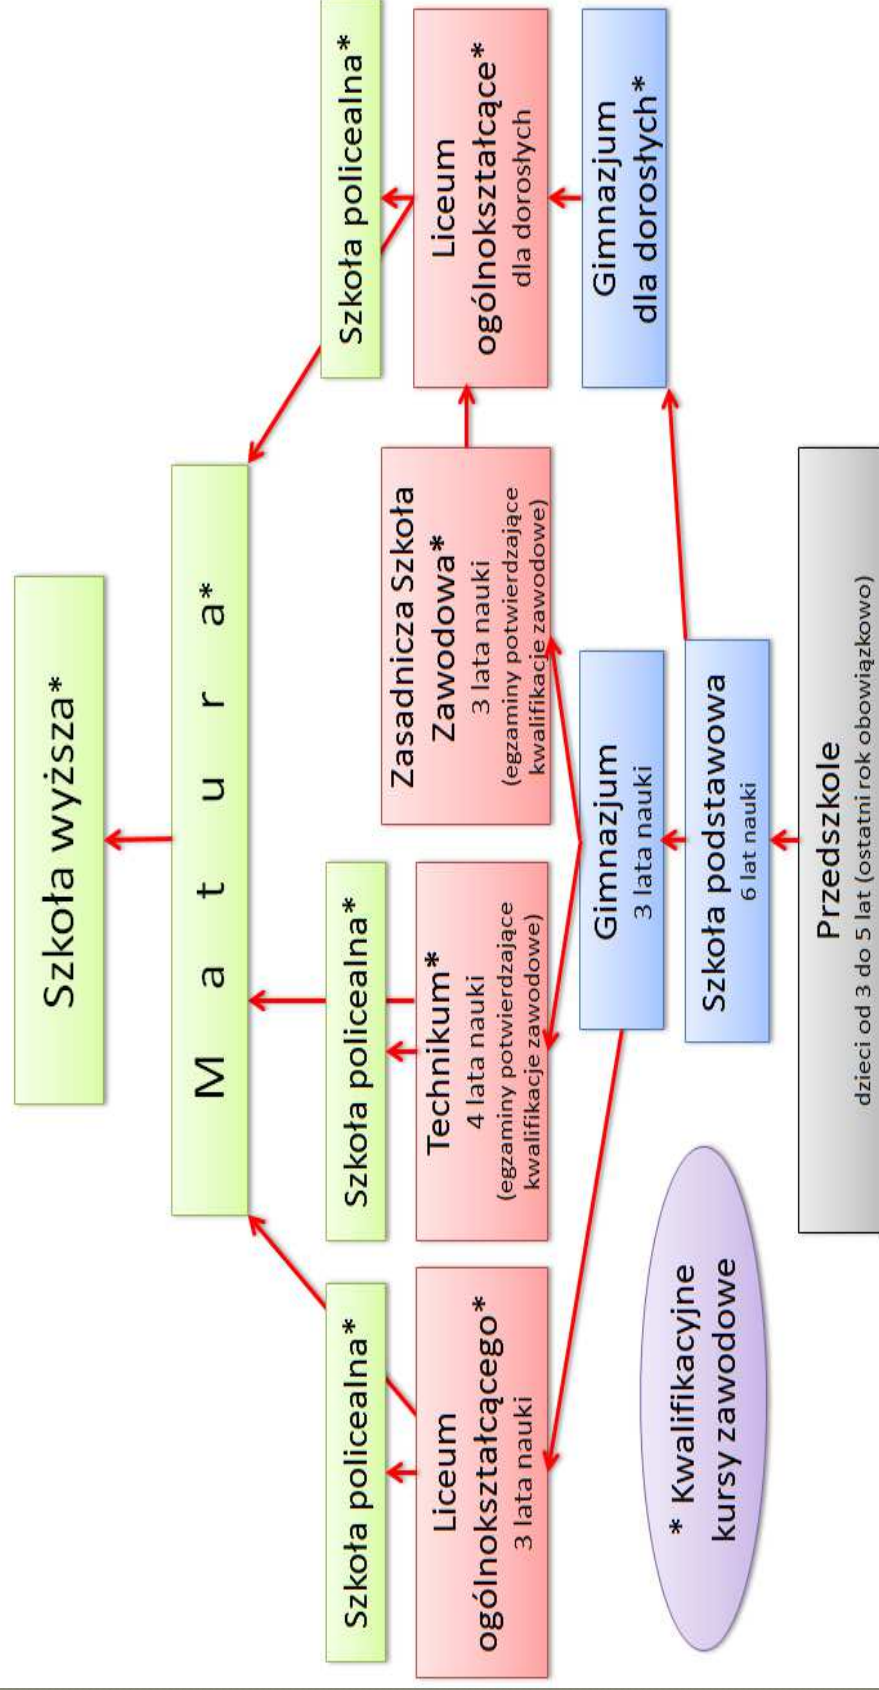 Szkoła wyższa*
M a t u r a*
Szkoła policealna*
Szkoła policealna*
Szkoła policealna*
Liceum
ogólnokształcącego*
3 lata nauki
Technikum*
4 lata nauki
(egzaminy potwierdzające
kwalifikacje zawodowe)
Zasadnicza Szkoła
Zawodowa*
3 lata nauki
(egzaminy potwierdzające
kwalifikacje zawodowe)
Liceum
ogólnokształcące*
dla dorosłych
Gimnazjum
3 lata nauki
Gimnazjum
dla dorosłych*
Szkoła podstawowa
6 lat nauki
* Kwalifikacyjne
kursy zawodowe
Przedszkole
dzieci od 3 do 5 lat (ostatni rok obowiązkowo)